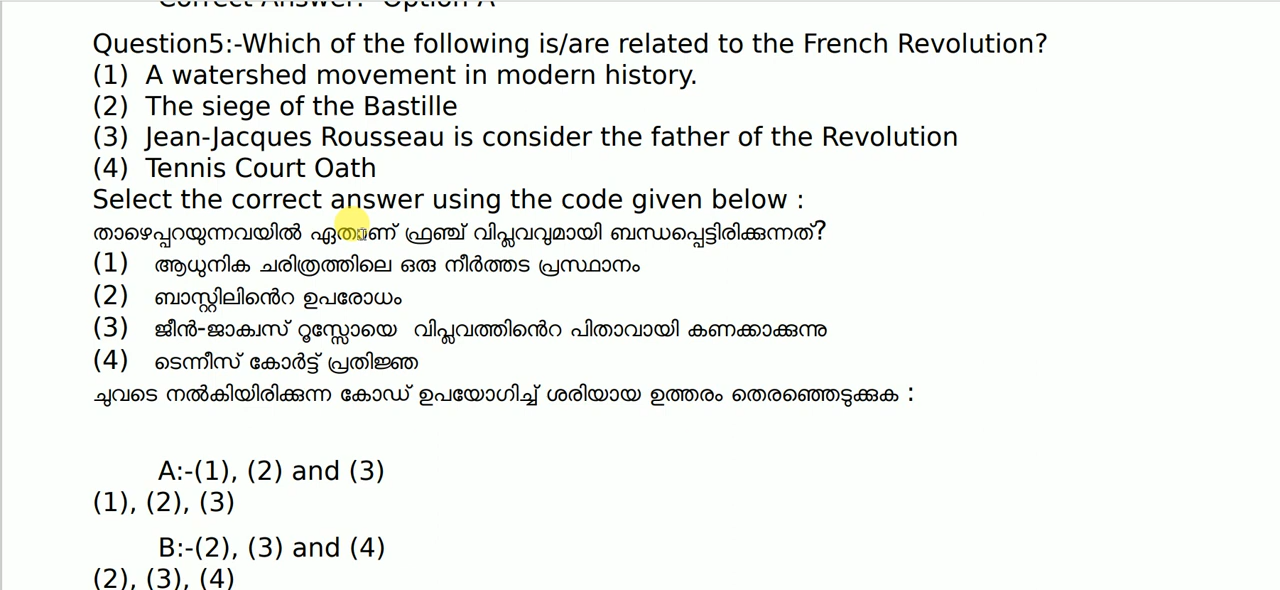 Correct Answer:- Option-A
Question5:-Which of the following is/are related to the French Revolution?
(1) A watershed movement in modern history.
(2) The siege of the Bastille
(3) Jean-Jacques Rousseau is consider the father of the Revolution
(4) Tennis Court Oath
Select the correct answer using the code given below :
താഴെപ്പറയുന്നവയിൽ ഏതാണ് ഫ്രഞ്ച് വിപ്ലവവുമായി ബന്ധപ്പെട്ടിരിക്കുന്നത്?
(1) ആധുനിക ചരിത്രത്തിലെ ഒരു നീർത്തട പ്രസ്ഥാനം
(2) ബാസ്റ്റിലിൻെറ ഉപരോധം
(3) ജീൻ-ജാക്വസ് റൂസ്സോയെ വിപ്ലവത്തിൻെറ പിതാവായി കണക്കാക്കുന്നു
(4) ടെന്നീസ് കോർട്ട് പ്രതിജ്ഞ
ചുവടെ നൽകിയിരിക്കുന്ന കോഡ് ഉപയോഗിച്ച് ശരിയായ ഉത്തരം തെരഞ്ഞെടുക്കുക :
A:-(1), (2) and (3)
(1), (2), (3)
B:-(2), (3) and (4)
(2), (3), (4)